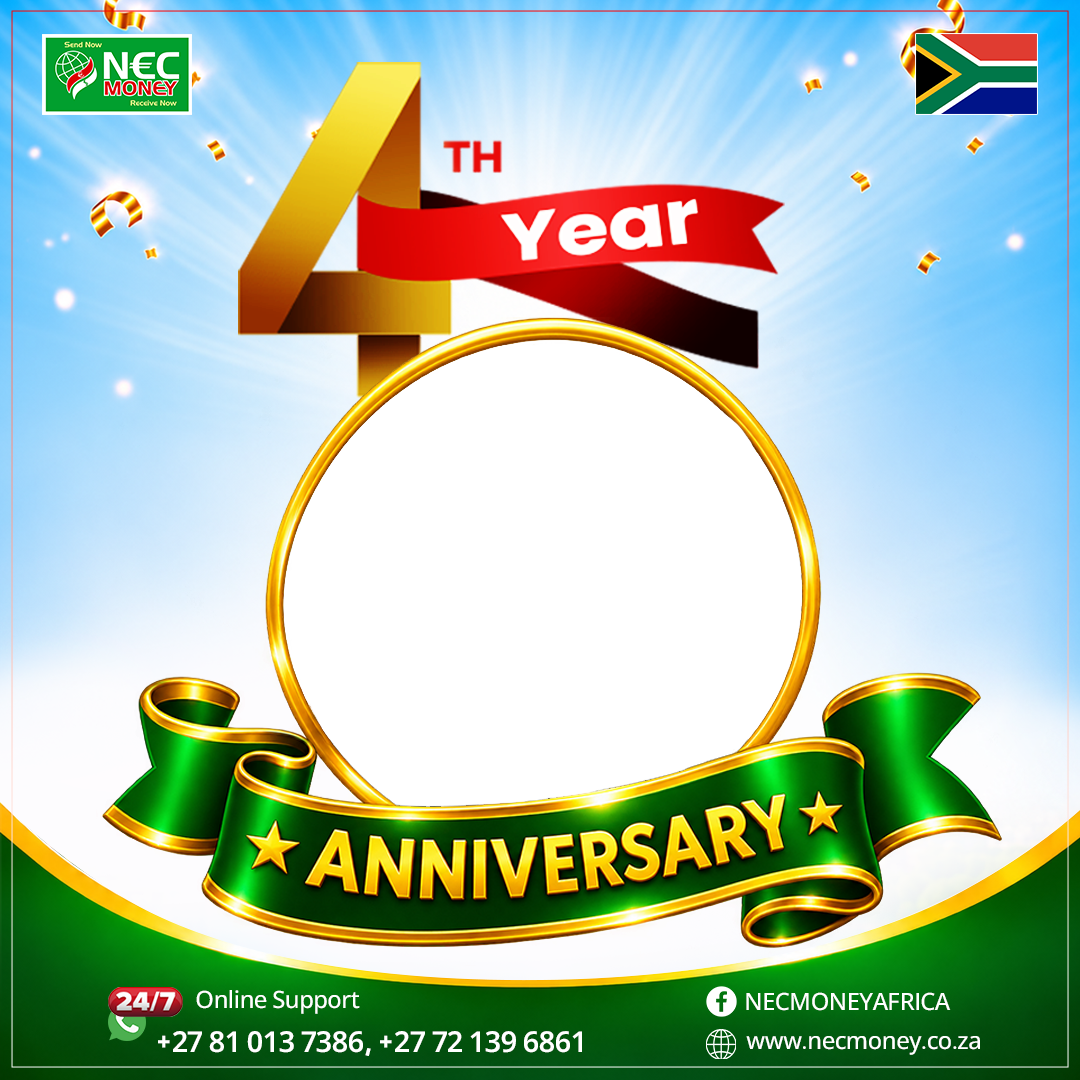 Send Now
N€C
MONEY
Receive Now
4
TH
Year
ANNIVERSARY
24/7 Online Support
+27 81 013 7386, +27 72 139 6861
NECMONEYAFRICA
www.necmoney.co.za